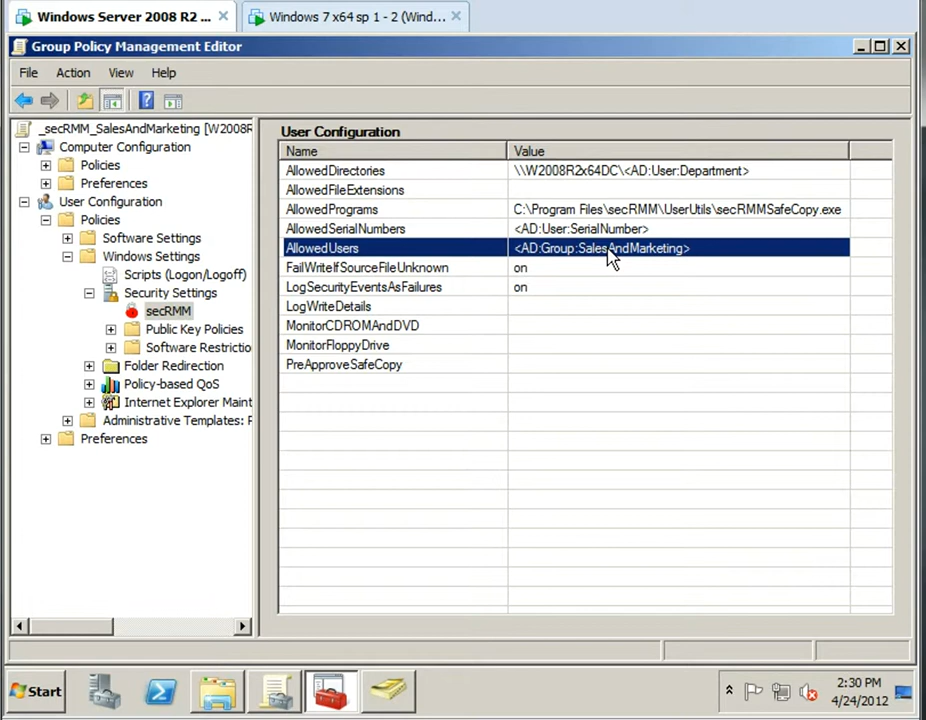 Windows Server 2008 R2 ...
Windows 7 x64 sp 1 - 2 (Wind...
Group Policy Management Editor
File Action View Help
_secRMM_SalesAndMarketing [W2008R
Computer Configuration
Policies
Preferences
User Configuration
Policies
Software Settings
Windows Settings
Scripts (Logon/Logoff)
Security Settings
secRMM
Public Key Policies
Software Restrictio
Folder Redirection
Policy-based QoS
Internet Explorer Maint
Administrative Templates: F
Preferences
User Configuration
Name Value
AllowedDirectories \\W2008R2x64DC\<AD:User:Department>
AllowedFileExtensions
AllowedPrograms C:\Program Files\secRMM\UserUtils\secRMMSafeCopy.exe
AllowedSerialNumbers <AD:User:SerialNumber>
AllowedUsers <AD:Group:SalesAndMarketing>
FailWriteIfSourceFileUnknown on
LogSecurityEventsAsFailures on
LogWriteDetails
MonitorCDROMAndDVD
MonitorFloppyDrive
PreApproveSafeCopy
Start
2:30 PM
4/24/2012